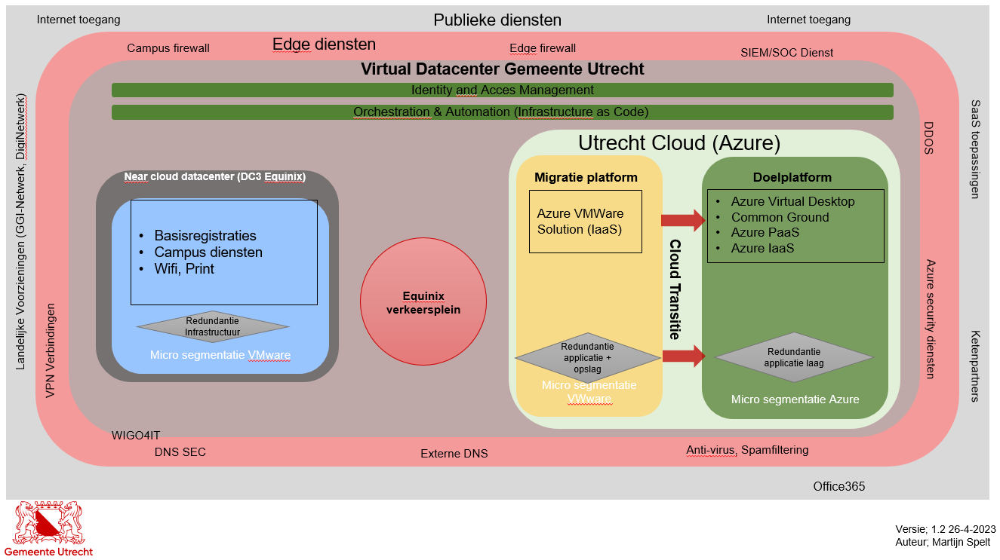 Internet toegang
Publieke diensten
Internet toegang
Campus firewall
Edge diensten
Edge firewall
SIEM/SOC Dienst
Virtual Datacenter Gemeente Utrecht
Identity and Acces Management
Orchestration & Automation (Infrastructure as Code)
Landelijke Voorzieningen (GGI-Netwerk, DigiNetwerk)
VPN Verbindingen
Near cloud datacenter (DC3 Equinix)
• Basisregistraties
• Campus diensten
• Wifi, Print
Redundantie
Infrastructuur
Micro segmentatie VMware
Equinix
verkeersplein
Utrecht Cloud (Azure)
Migratie platform
Azure VMWare
Solution (IaaS)
Redundantie
applicatie +
opslag
Micro segmentatie
VWware
Cloud Transitie
Doelplatform
• Azure Virtual Desktop
• Common Ground
• Azure PaaS
• Azure IaaS
Redundantie
applicatie laag
Micro segmentatie Azure
DDOS
Azure security diensten
SaaS toepassingen
Ketenpartners
WIGO4IT
DNS SEC
Externe DNS
Anti-virus, Spamfiltering
Office365
Gemeente Utrecht
Versie; 1.2 26-4-2023
Auteur; Martijn Spelt